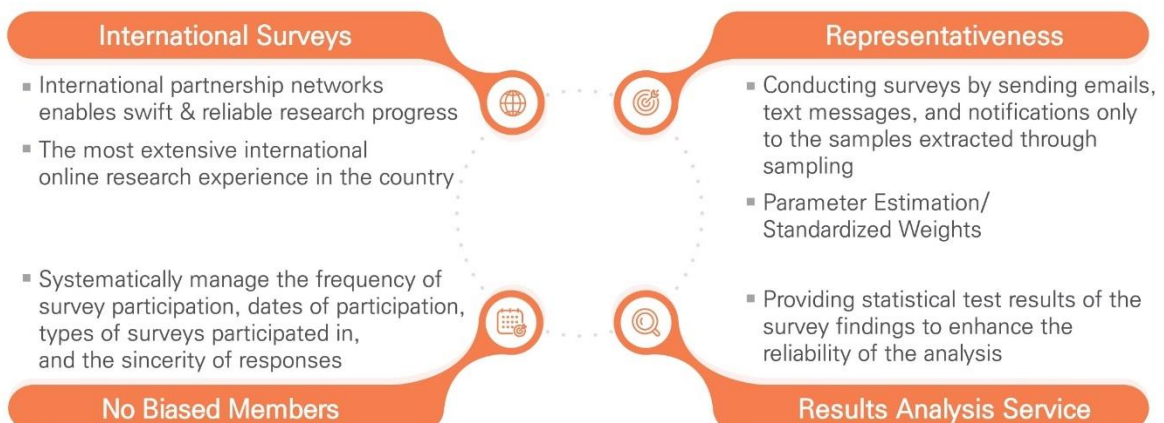 International Surveys
▪ International partnership networks
enables swift & reliable research progress
▪ The most extensive international
online research experience in the country
Representativeness
▪ Conducting surveys by sending emails,
text messages, and notifications only
to the samples extracted through
sampling
▪ Parameter Estimation/
Standardized Weights
▪ Systematically manage the frequency of
survey participation, dates of participation,
types of surveys participated in,
and the sincerity of responses
No Biased Members
▪ Providing statistical test results of the
survey findings to enhance the
reliability of the analysis
Results Analysis Service